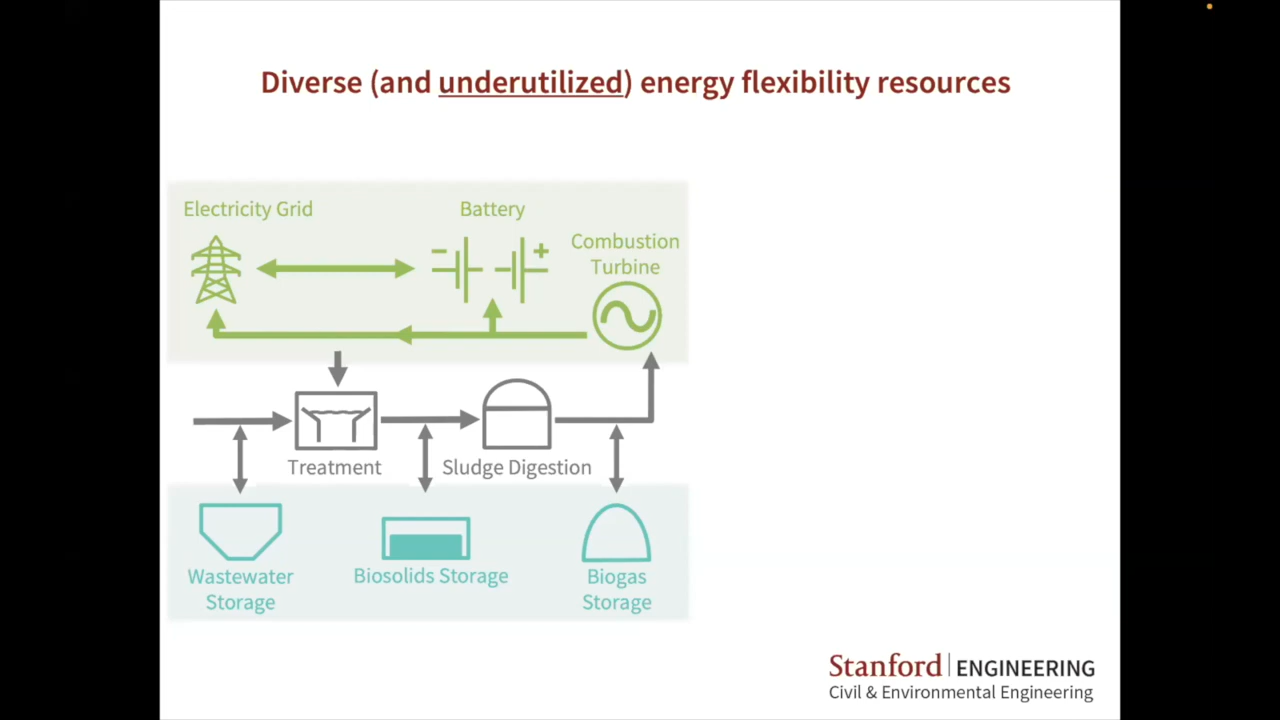 Diverse (and underutilized) energy flexibility resources
Electricity Grid
Battery
Combustion
Turbine
Treatment
Sludge Digestion
Wastewater
Storage
Biosolids Storage
Biogas
Storage
Stanford | ENGINEERING
Civil & Environmental Engineering